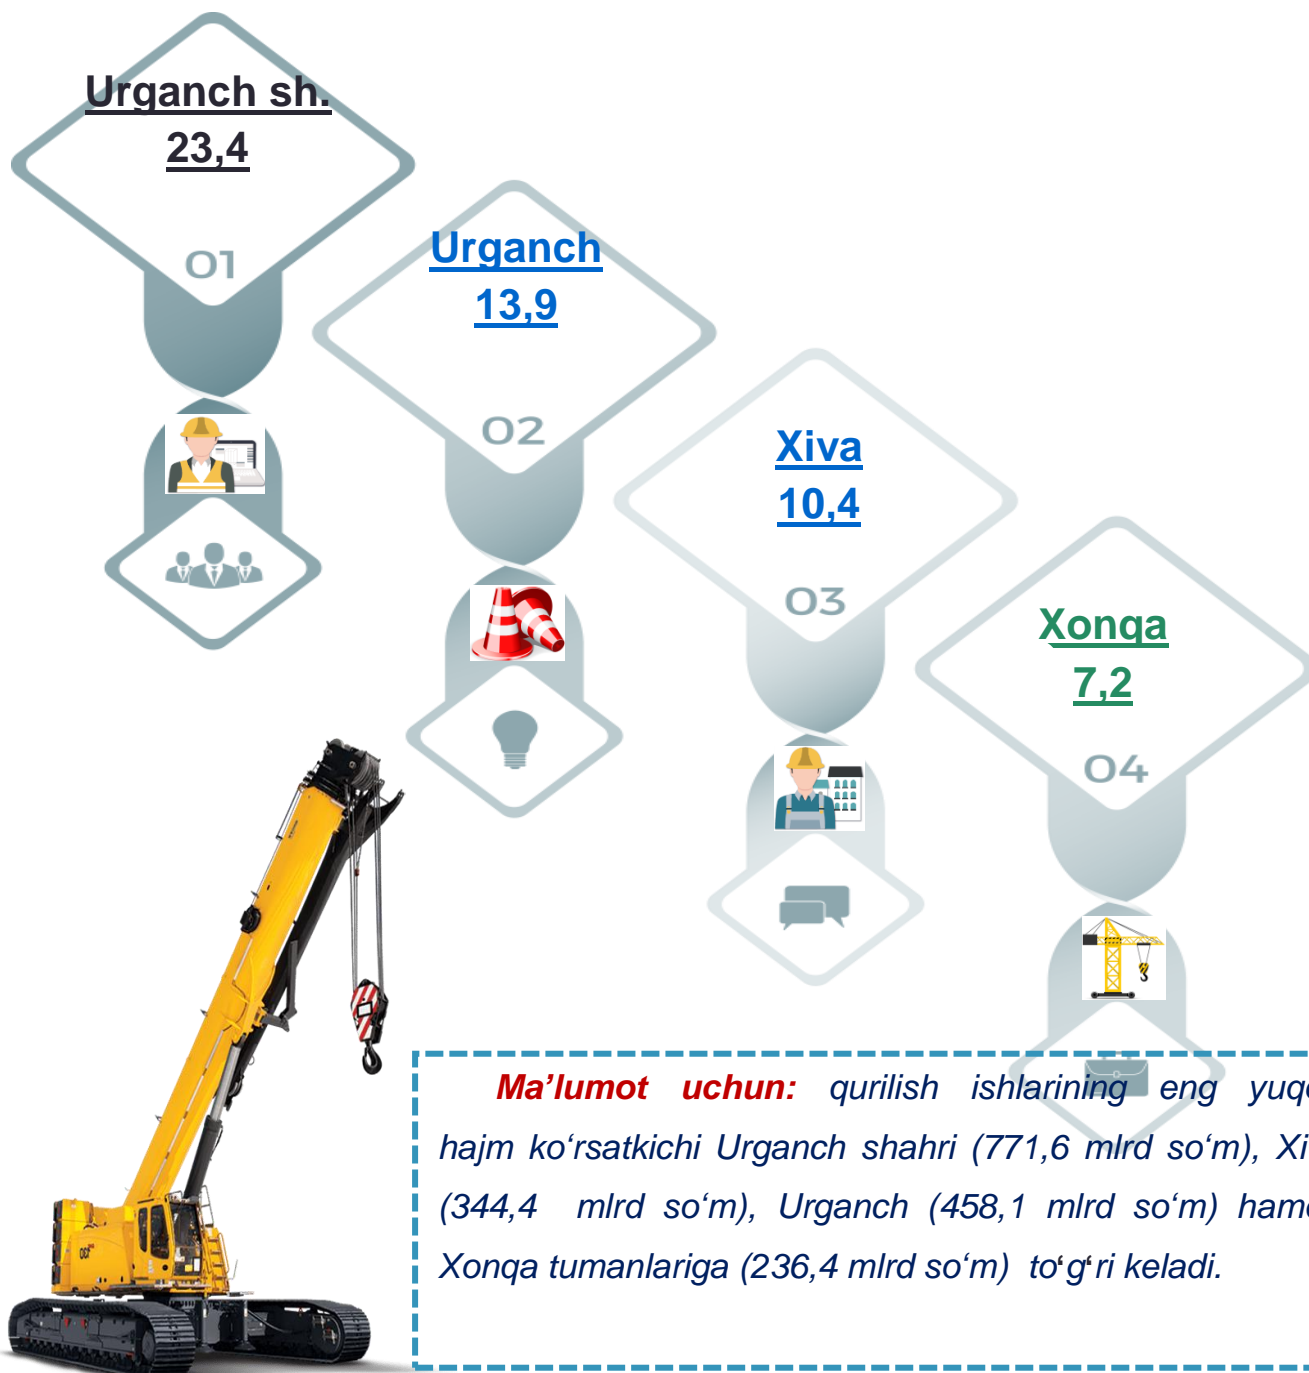 Urganch sh.
23,4
01
Urganch
13,9
02
Xiva
10,4
03
Xonqa
7,2
04
Ma’lumot uchun: qurilish ishlarining eng
hajm ko‘rsatkichi Urganch shahri (771,6 mlrd so‘m),
(344,4 mlrd so‘m), Urganch (458,1 mlrd so‘m)
Xonqa tumanlariga (236,4 mlrd so‘m) to‘g‘ri keladi.